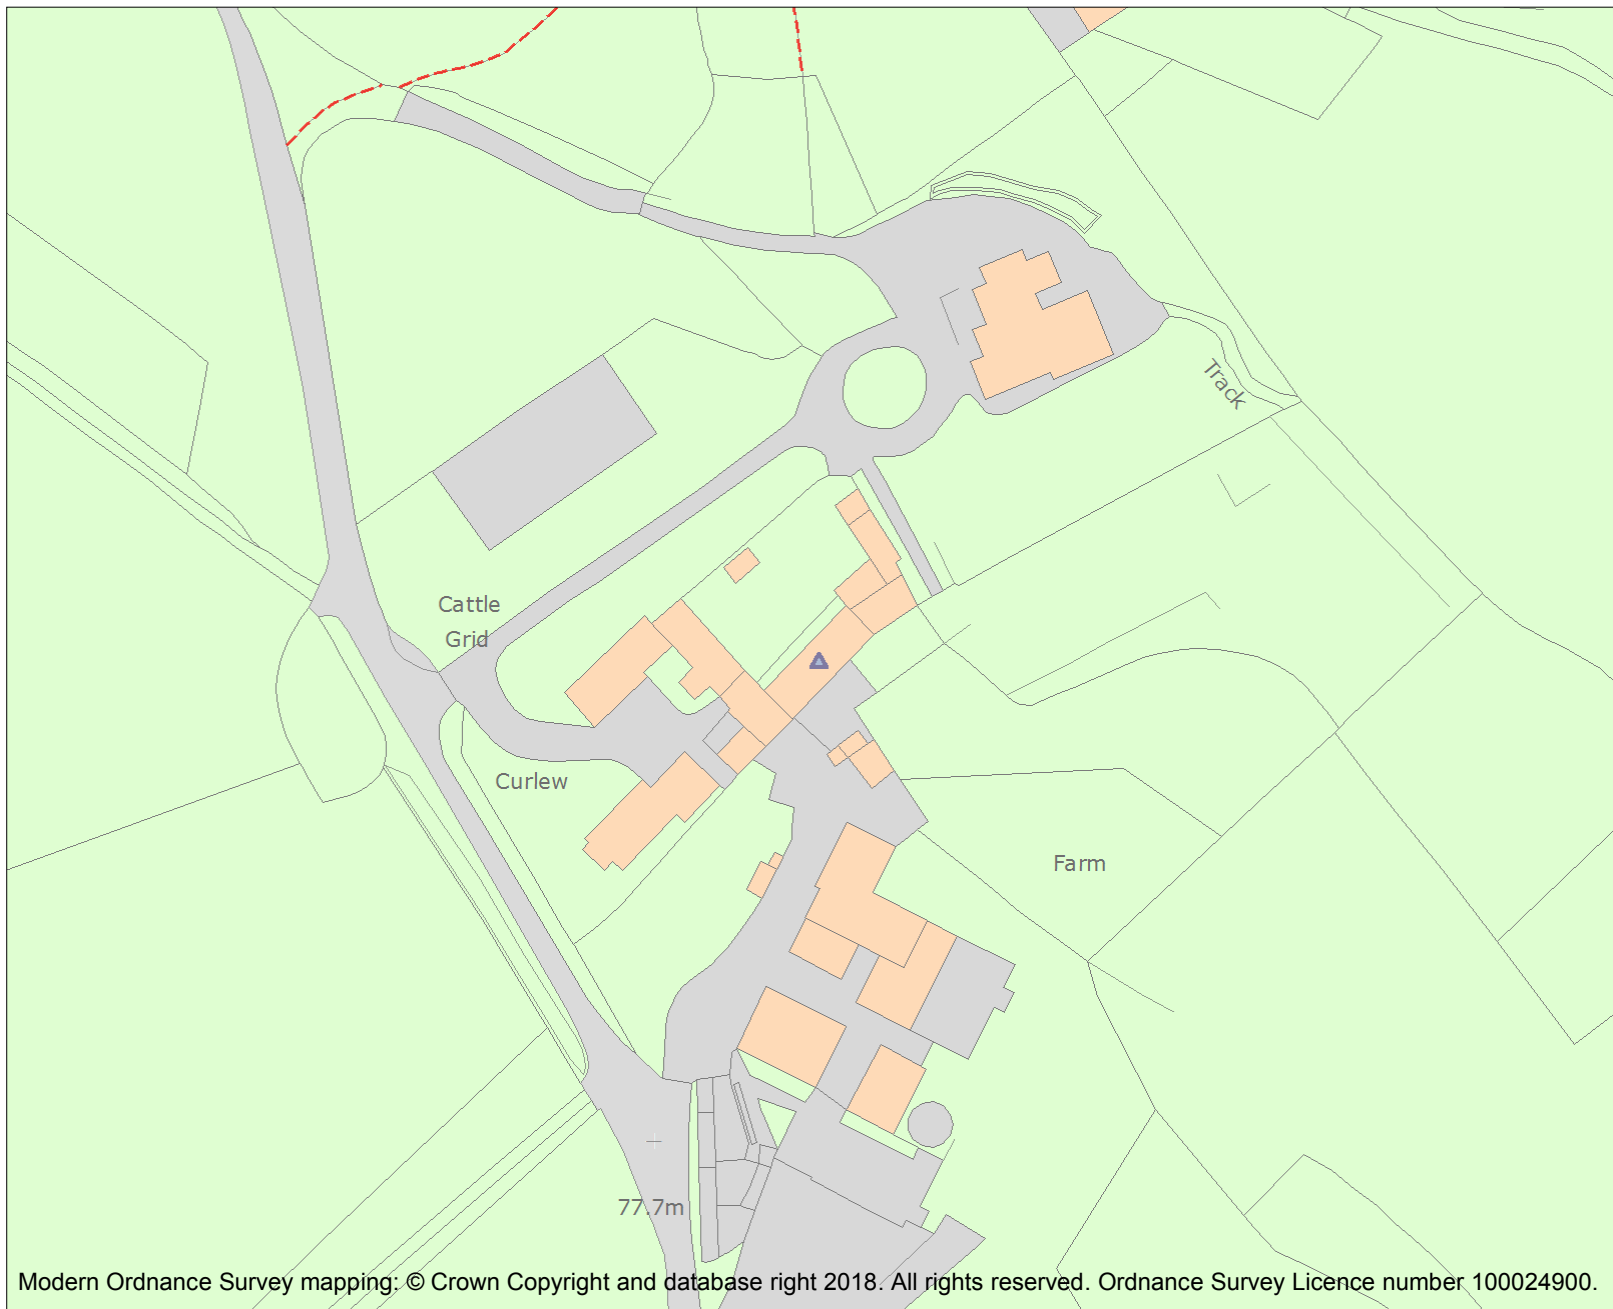 Track
Cattle
Grid
Curlew
Farm
77.7m
Modern Ordnance Survey mapping: © Crown Copyright and database right 2018. All rights reserved. Ordnance Survey Licence number 100024900.